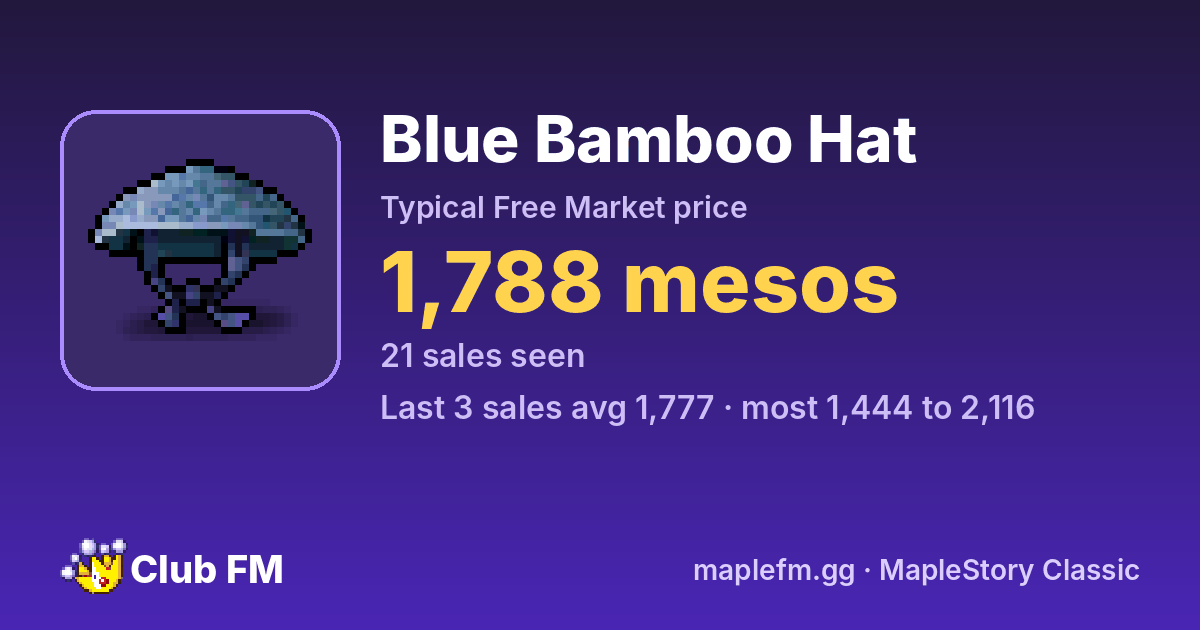 Blue Bamboo Hat
Typical Free Market price
1,788 mesos
21 sales seen
Last 3 sales avg 1,777 · most 1,444 to 2,116
Club FM
maplefm.gg · MapleStory Classic